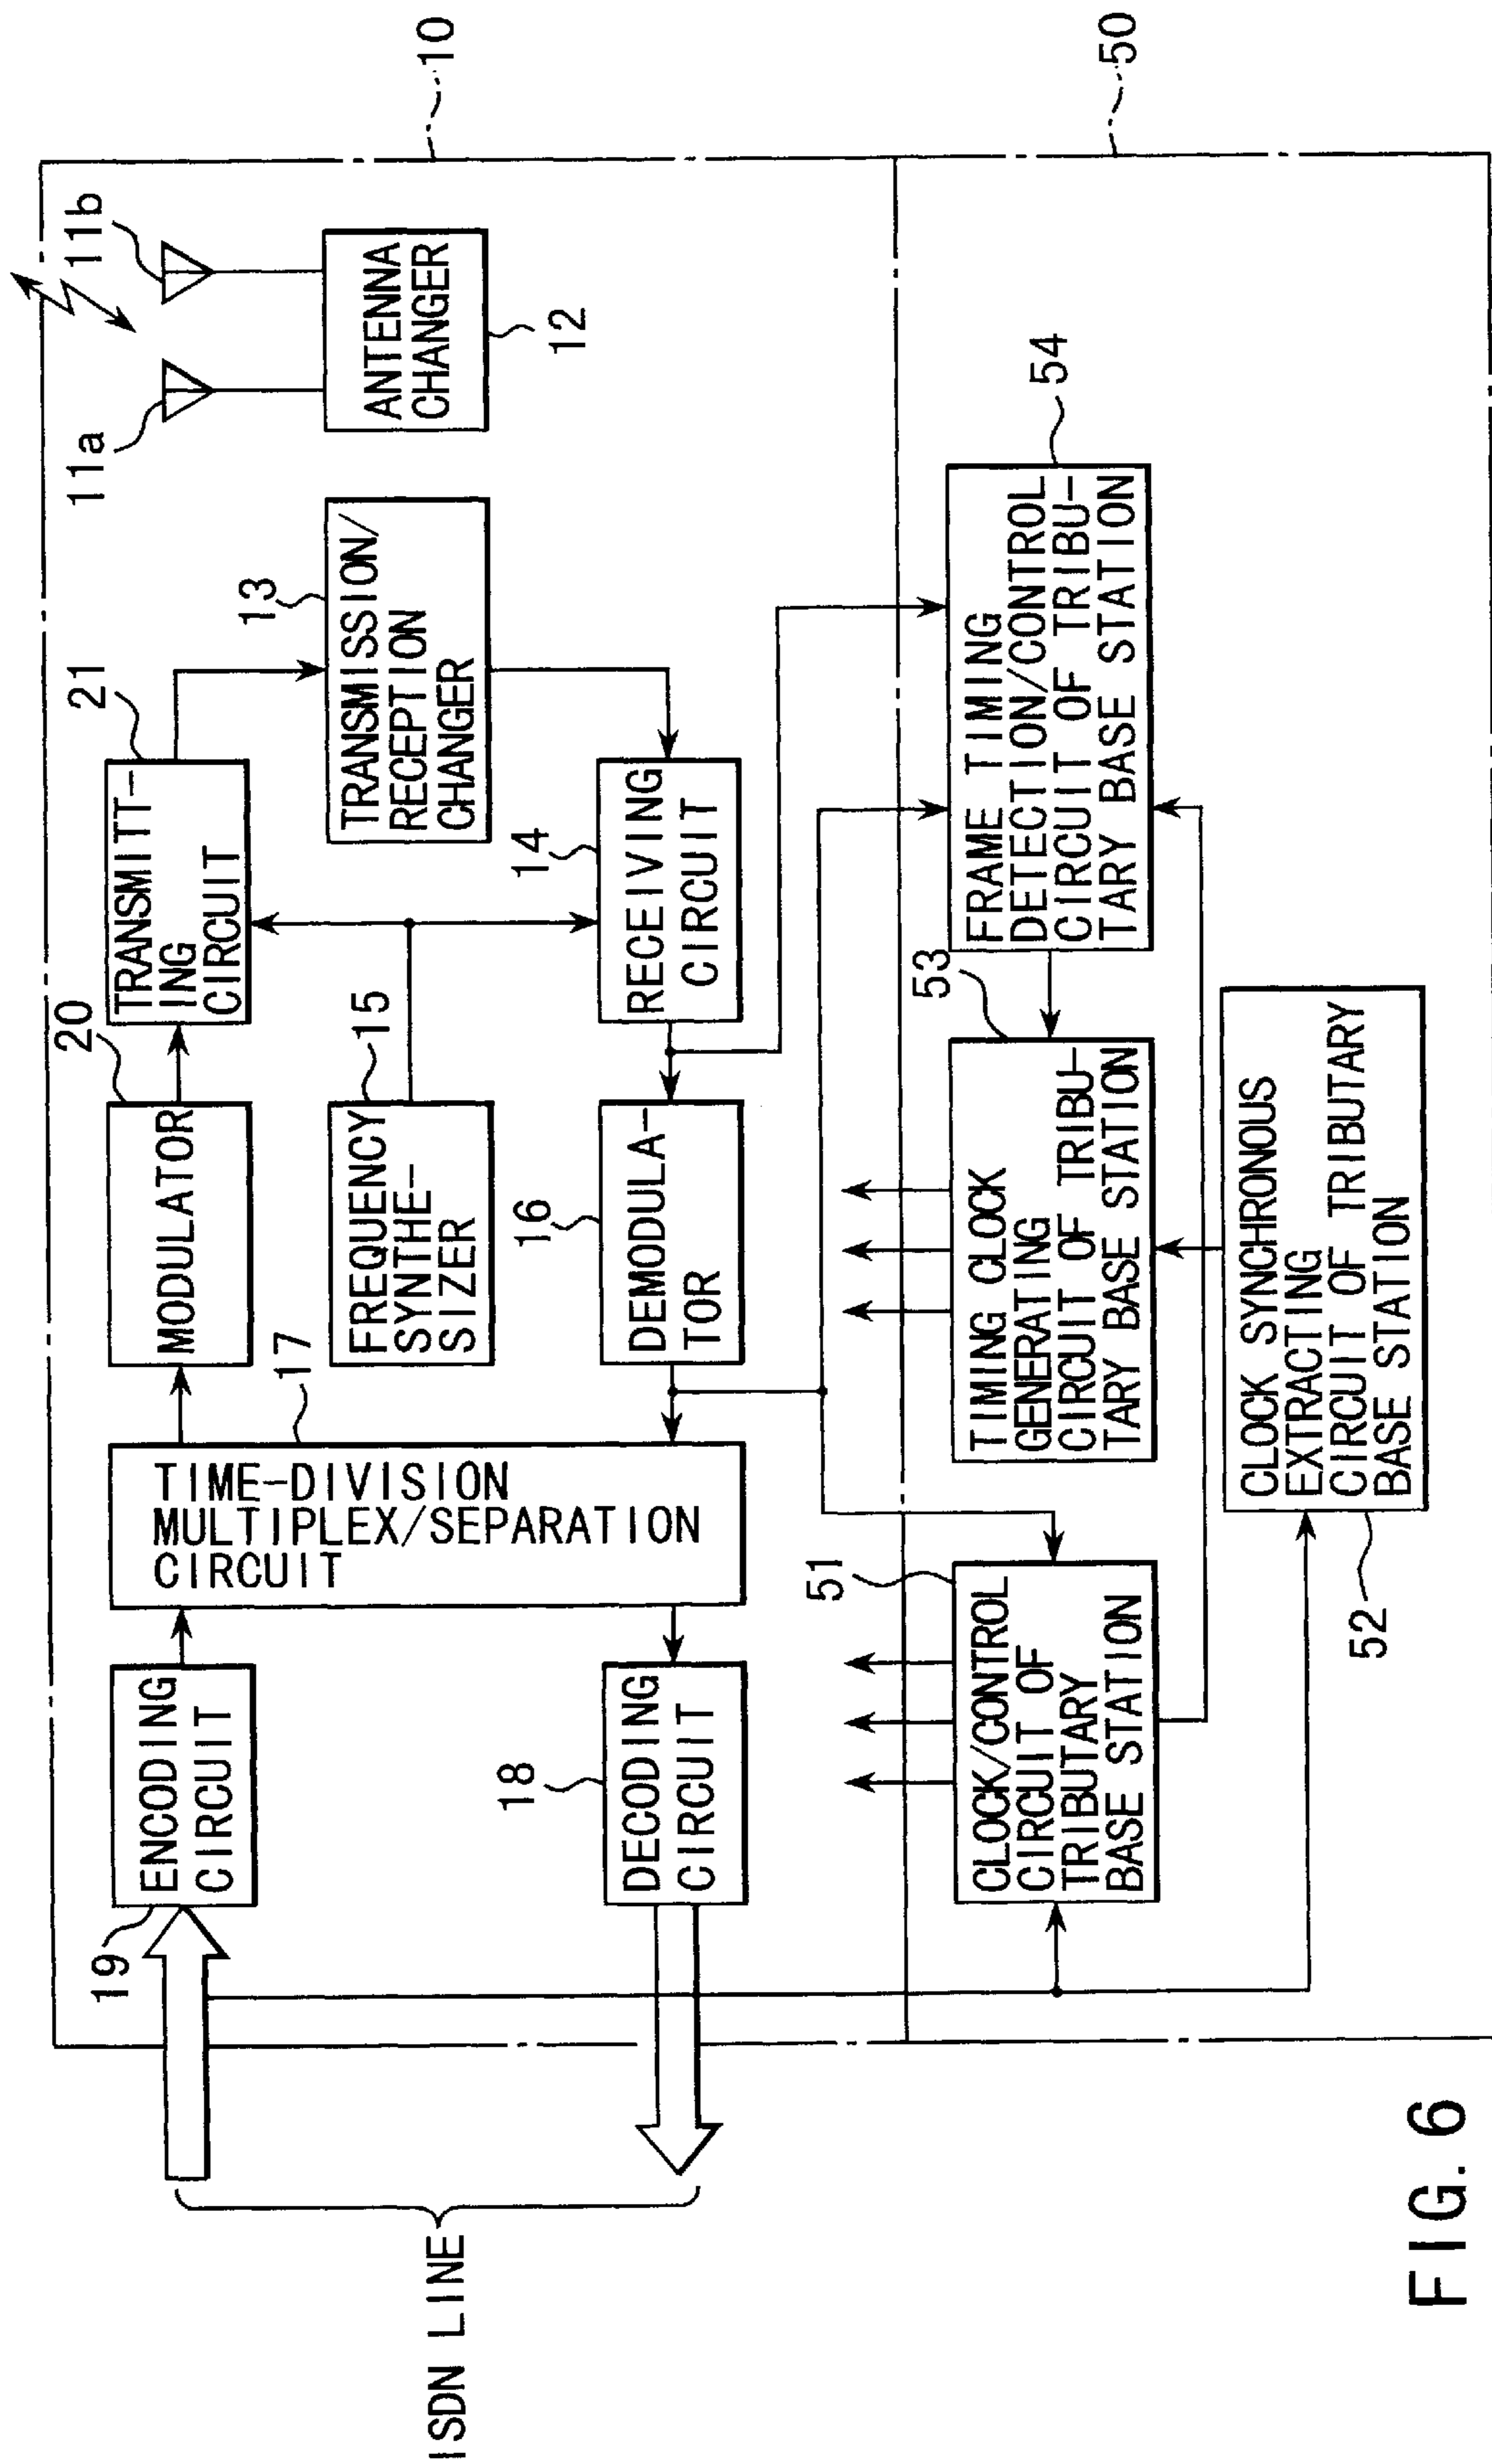 10
11a
11b
ANTENNA
CHANGER
12
19
ENCODING
CIRCUIT
TIME-DIVISION
MULTIPLEX/SEPARATION
CIRCUIT
17
20
MODULATOR
21
TRANSMITT-
ING
CIRCUIT
13
TRANSMISSION/
RECEPTION
CHANGER
15
FREQUENCY
SYNTHE-
SIZER
14
RECEIVING
CIRCUIT
16
DEMODULA-
TOR
18
DECODING
CIRCUIT
ISDN LINE
50
51
CLOCK/CONTROL
CIRCUIT OF
TRIBUTARY
BASE STATION
53
TIMING CLOCK
GENERATING
CIRCUIT OF TRIBU-
TARY BASE STATION
54
FRAME TIMING
DETECTION/CONTROL
CIRCUIT OF TRIBU-
TARY BASE STATION
52
CLOCK SYNCHRONOUS
EXTRACTING
CIRCUIT OF TRIBUTARY
BASE STATION
FIG. 6